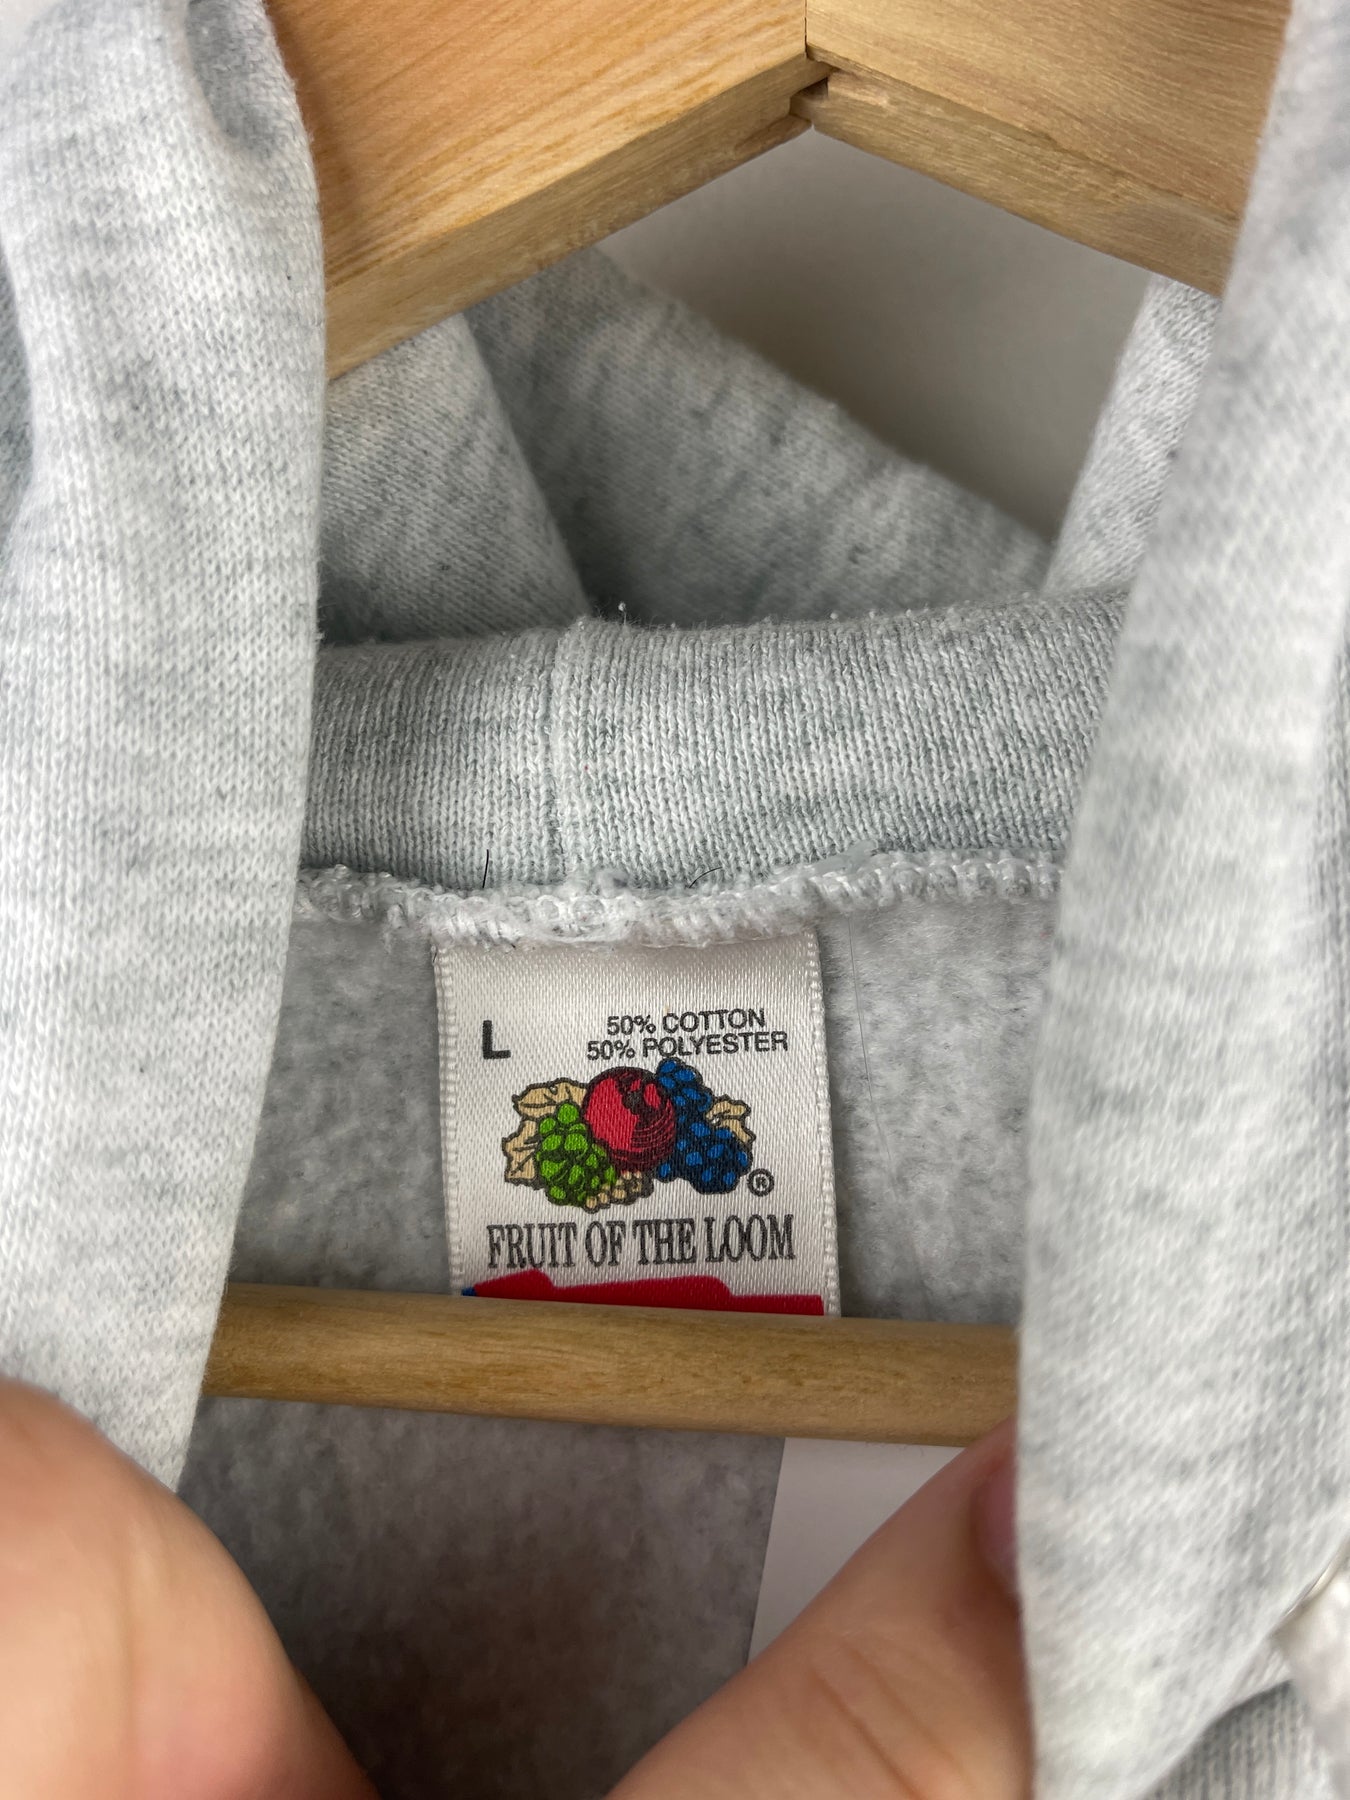 L
50% COTTON
50% POLYESTER
®
FRUIT OF THE LOOM